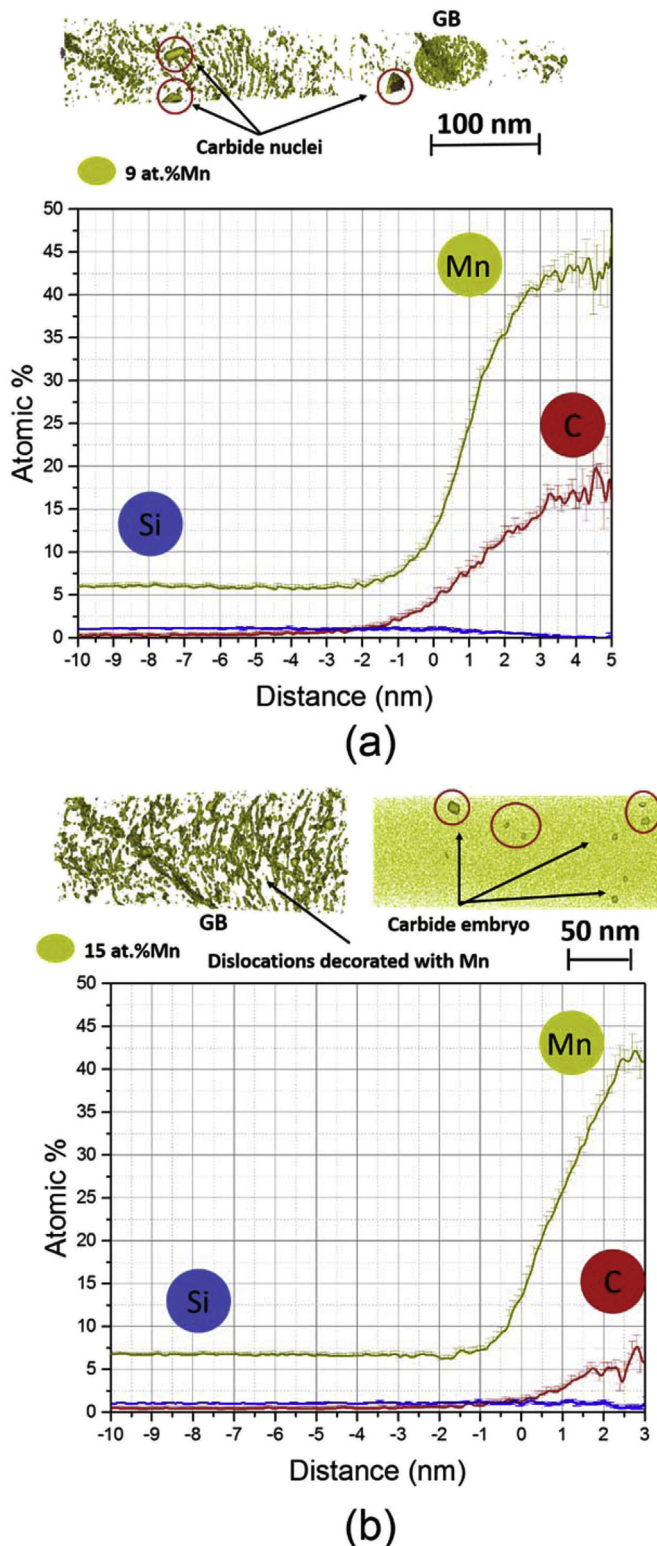 GB
Carbide nuclei
100 nm
9 at.%Mn
50
45
40
35
30
25
20
15
10
5
0
Atomic %
Mn
C
Si
-10 -9 -8 -7 -6 -5 -4 -3 -2 -1 0 1 2 3 4 5
Distance (nm)
(a)
GB
Carbide embryo
15 at.%Mn
Dislocations decorated with Mn
50 nm
50
45
40
35
30
25
20
15
10
5
0
Atomic %
Mn
C
Si
-10 -9 -8 -7 -6 -5 -4 -3 -2 -1 0 1 2 3
Distance (nm)
(b)